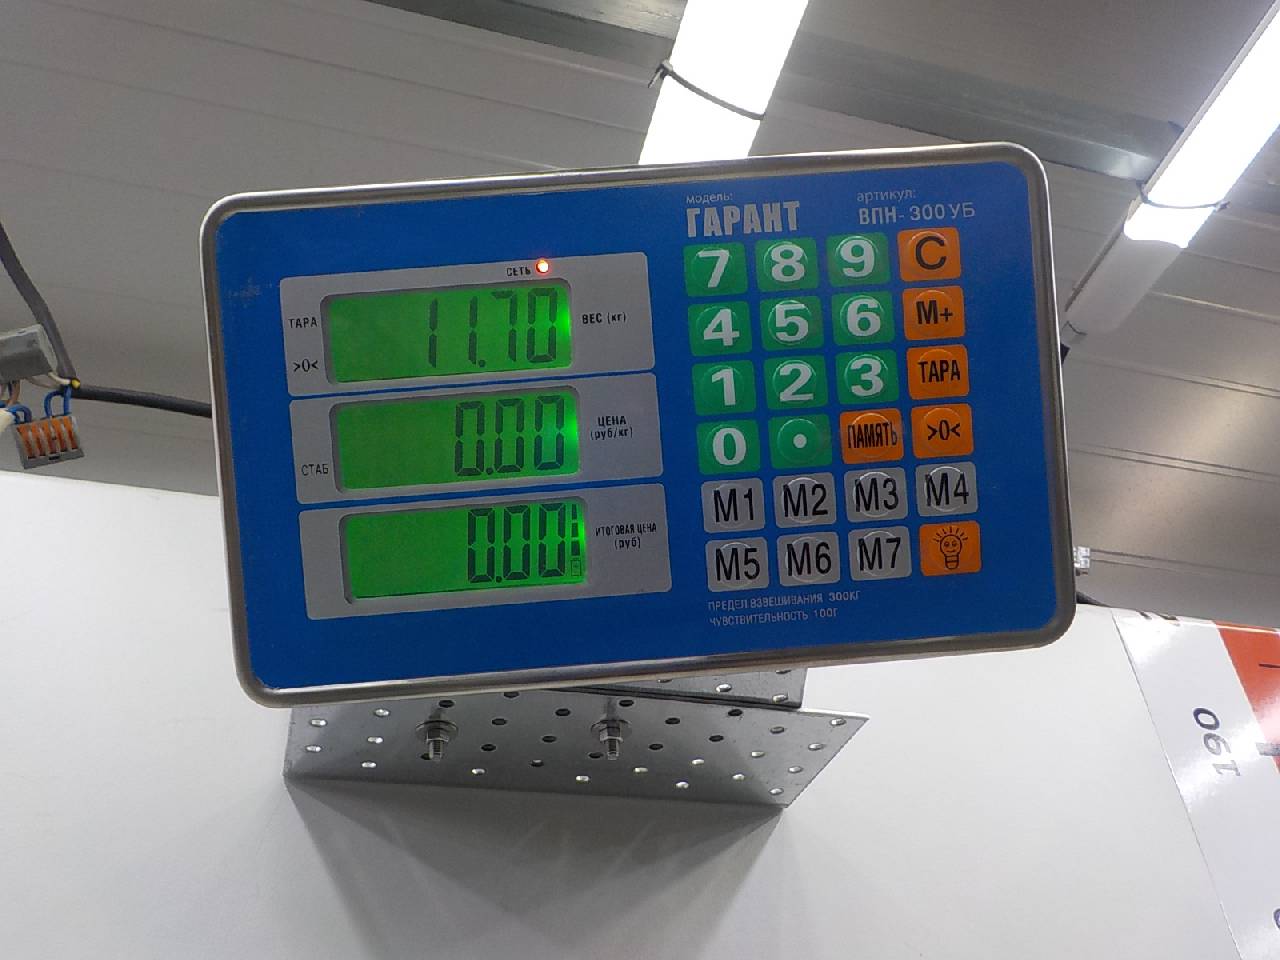 модель:
ГАРАНТ
артикул:
ВПН-300УБ
СЕТЬ
ТАРА
>0<
11.70
ВЕС (кг)
0.00
ЦЕНА
(руб/кг)
СТАБ
0.00
ИТОГОВАЯ ЦЕНА
(руб)
7 8 9 C
4 5 6 M+
1 2 3 ТАРА
0 . ПАМЯТЬ >0<
M1 M2 M3 M4
M5 M6 M7
ПРЕДЕЛ ВЗВЕШИВАНИЯ 300КГ
ЧУВСТВИТЕЛЬНОСТЬ 100Г
190